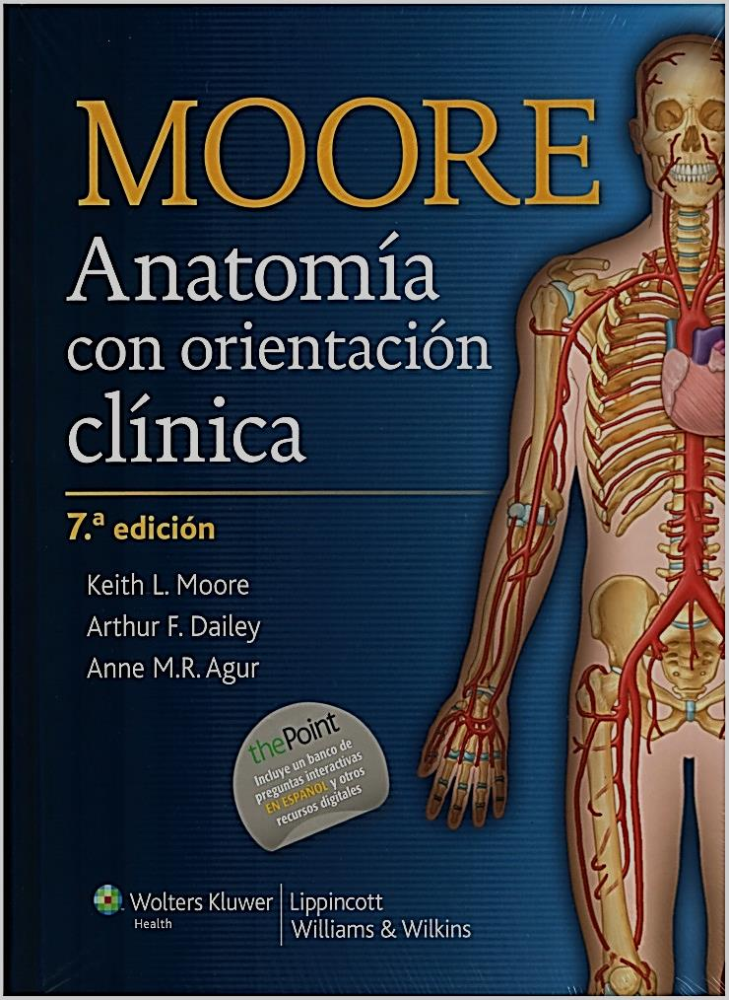 MOORE
Anatomía
con orientación
clínica
7.ª edición
Keith L. Moore
Arthur F. Dailey
Anne M.R. Agur
thePoint
Incluye un banco de
preguntas interactivas
EN ESPAÑOL y otros
recursos digitales
Wolters Kluwer
Health
Lippincott
Williams & Wilkins